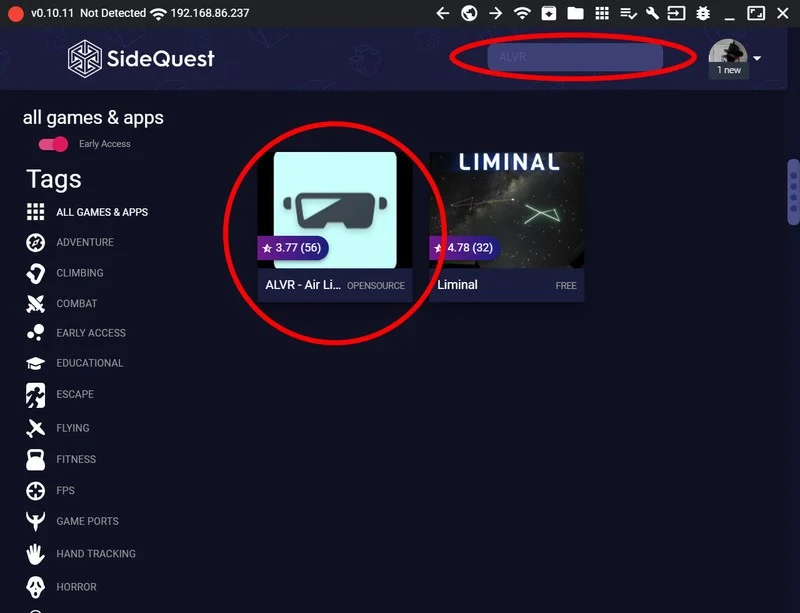 v0.10.11 Not Detected 192.168.86.237
SideQuest
ALVR
1 new
all games & apps
Early Access
Tags
ALL GAMES & APPS
ADVENTURE
CLIMBING
COMBAT
EARLY ACCESS
EDUCATIONAL
ESCAPE
FLYING
FITNESS
FPS
GAME PORTS
HAND TRACKING
HORROR
3.77 (56)
ALVR - Air Li... OPENSOURCE
LIMINAL
4.78 (32)
Liminal FREE